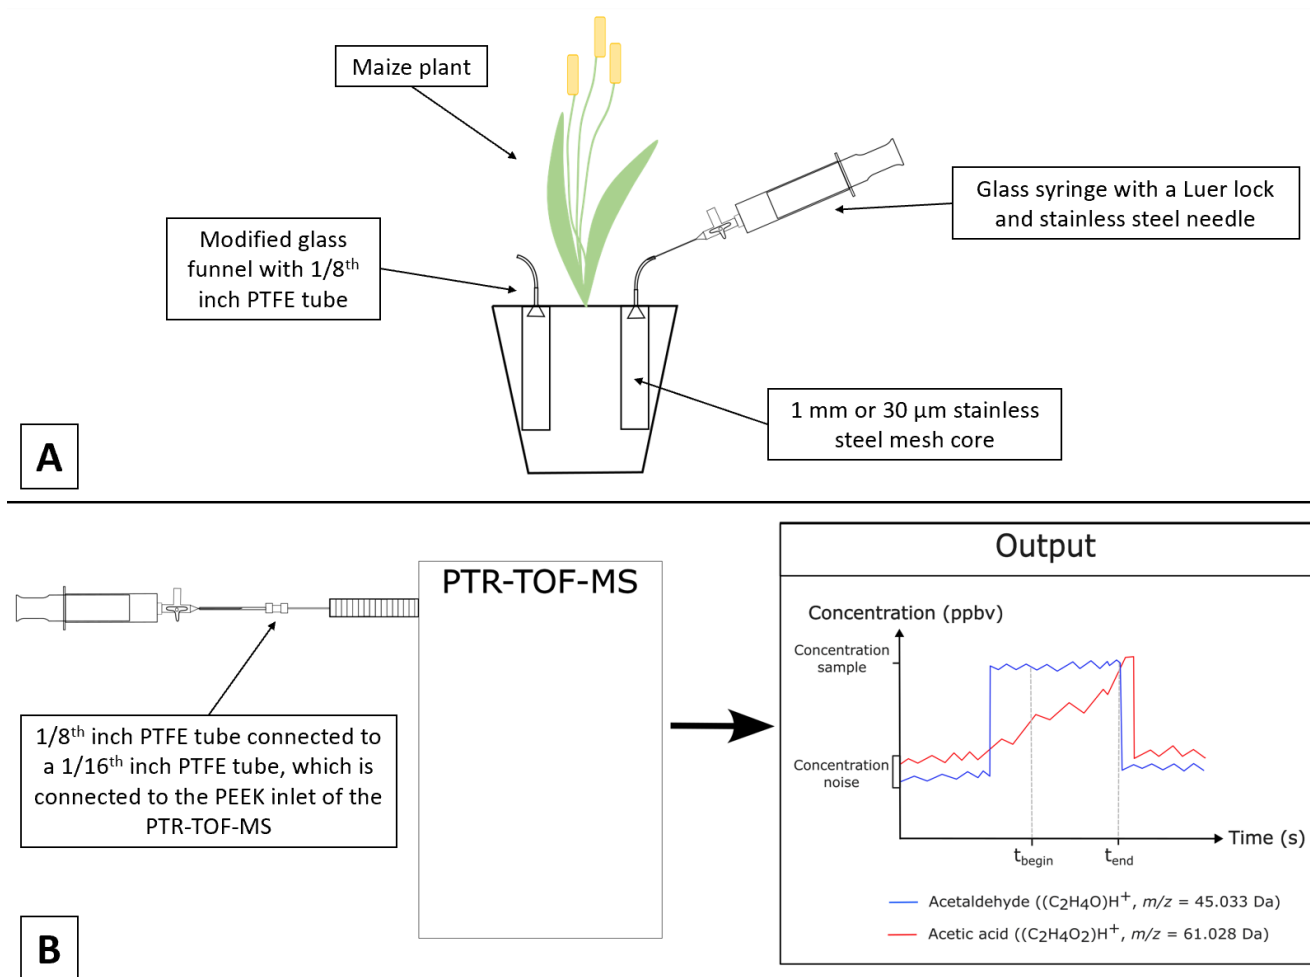 Maize plant
Glass syringe with a Luer lock
and stainless steel needle
Modified glass
funnel with 1/8th
inch PTFE tube
1 mm or 30 µm stainless
steel mesh core
A
PTR-TOF-MS
1/8th inch PTFE tube connected to
a 1/16th inch PTFE tube, which is
connected to the PEEK inlet of the
PTR-TOF-MS
B
Output
Concentration (ppbv)
Concentration
sample
Concentration
noise
Time (s)
tbegin
tend
Acetaldehyde ((C2H4O)H+, m/z = 45.033 Da)
Acetic acid ((C2H4O2)H+, m/z = 61.028 Da)